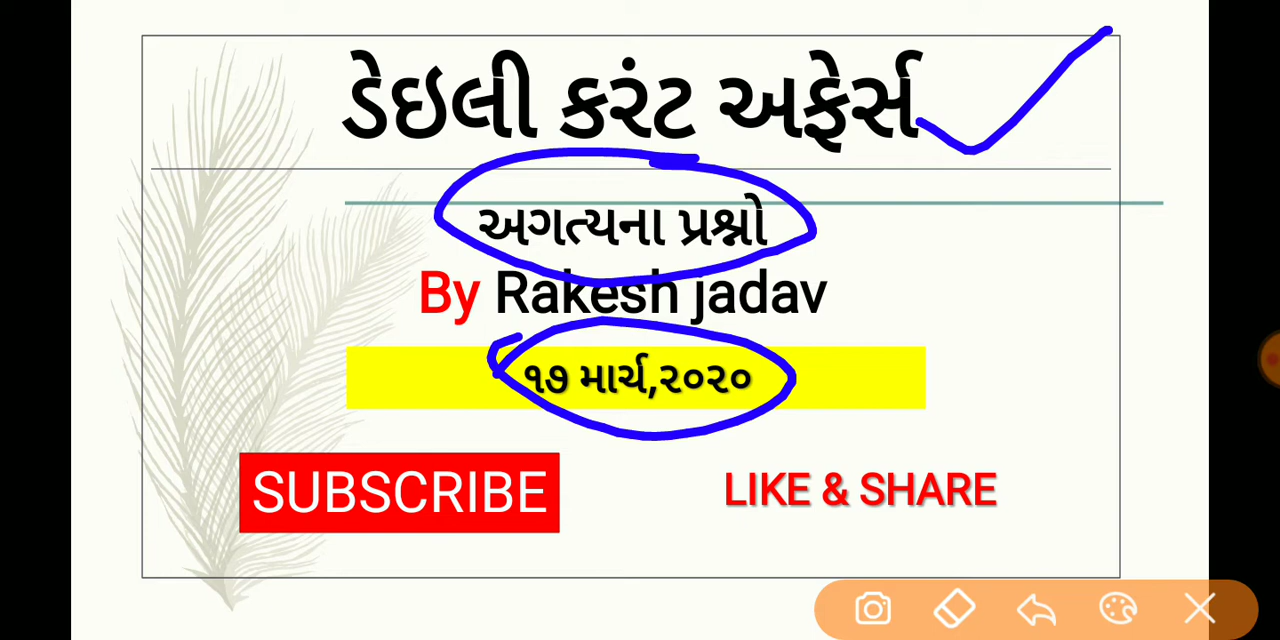 ડેઇલી કરંટ અફેર્સ
અગત્યના પ્રશ્નો
By Rakesh jadav
૧૭ માર્ચ,૨૦૨૦
SUBSCRIBE
LIKE & SHARE